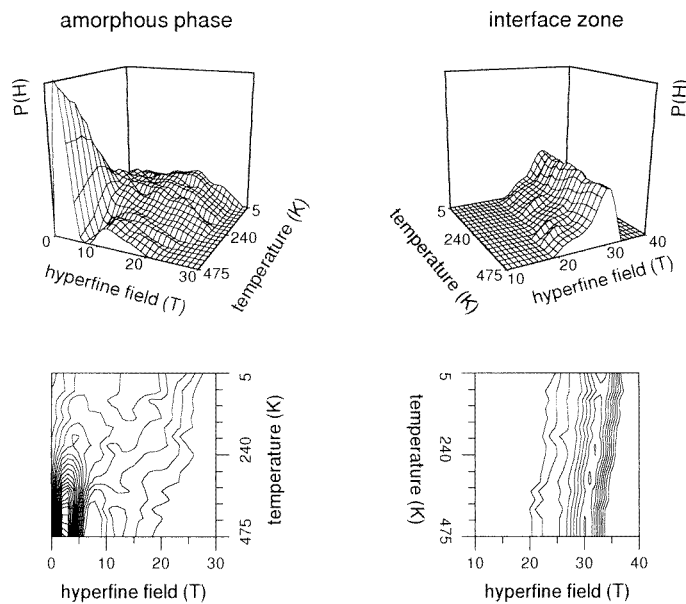 amorphous phase
interface zone
P(H)
0
10
20
30
hyperfine field (T)
5
240
475
temperature (K)
P(H)
5
240
475
temperature (K)
10
20
30
40
hyperfine field (T)
5
240
475
temperature (K)
0
10
20
30
hyperfine field (T)
5
240
475
temperature (K)
10
20
30
40
hyperfine field (T)